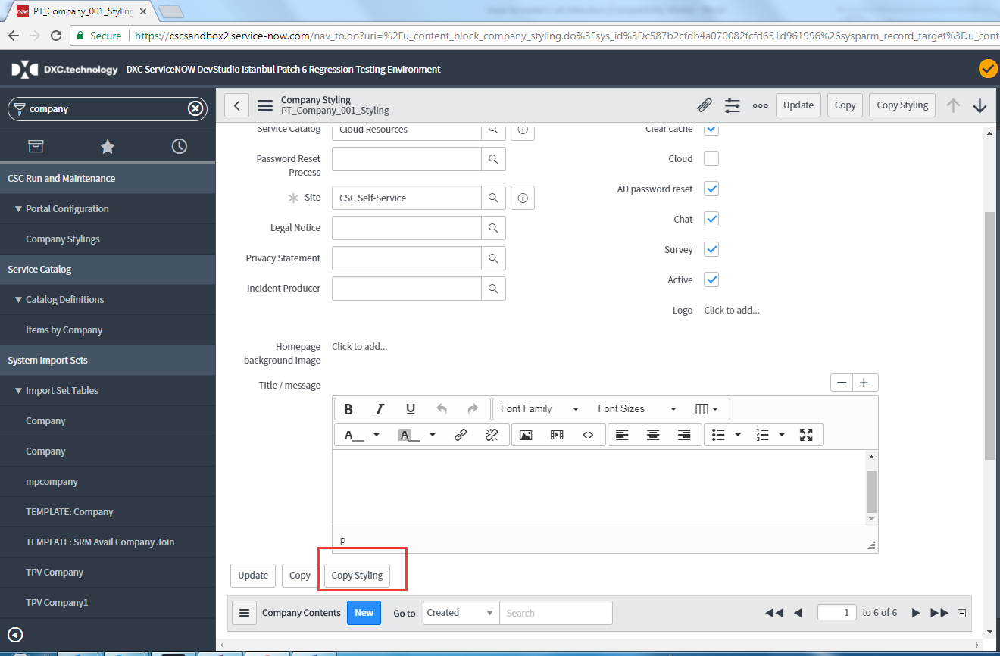 now PT_Company_001_Styling
Secure https://cscsandbox2.service-now.com/nav_to.do?uri=%2Fu_content_block_company_styling.do%3Fsys_id%3Dc587b2cfdb4a070082fcfd651d961996%26sysparm_record_target%3Du_cont
DXC.technology DXC ServiceNOW DevStudio Istanbul Patch 6 Regression Testing Environment
company
CSC Run and Maintenance
Portal Configuration
Company Stylings
Service Catalog
Catalog Definitions
Items by Company
System Import Sets
Import Set Tables
Company
Company
mpcompany
TEMPLATE: Company
TEMPLATE: SRM Avail Company Join
TPV Company
TPV Company1
Company Styling
PT_Company_001_Styling
Update Copy Copy Styling
Service Catalog Cloud Resources
Password Reset
Process
Site CSC Self-Service
Legal Notice
Privacy Statement
Incident Producer
Clear cache
Cloud
AD password reset
Chat
Survey
Active
Logo Click to add...
Homepage
background image Click to add...
Title / message
B I U Font Family Font Sizes
A A
p
Update Copy Copy Styling
Company Contents New Go to Created Search 1 to 6 of 6